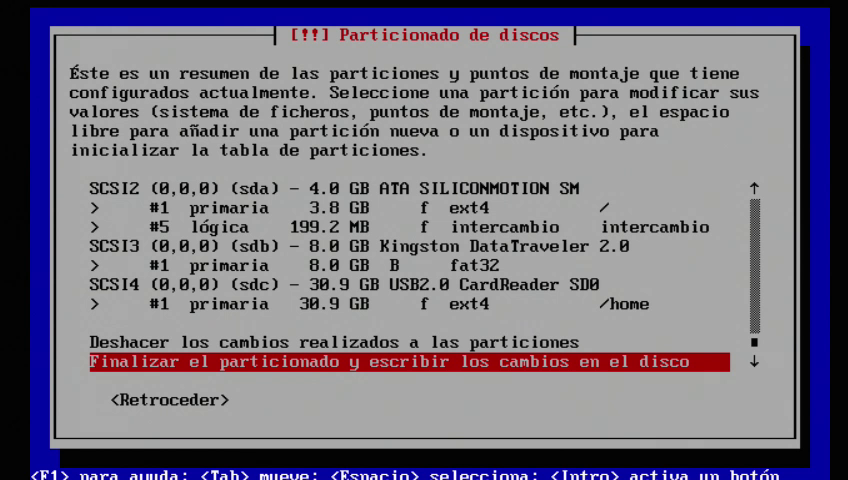 [!!] Particionado de discos
Éste es un resumen de las particiones y puntos de montaje que tiene
configurados actualmente. Seleccione una partición para modificar sus
valores (sistema de ficheros, puntos de montaje, etc.), el espacio
libre para añadir una partición nueva o un dispositivo para
inicializar la tabla de particiones.
SCSI2 (0,0,0) (sda) - 4.0 GB ATA SILICONMOTION SM
> #1 primaria 3.8 GB f ext4 /
> #5 lógica 199.2 MB f intercambio intercambio
SCSI3 (0,0,0) (sdb) - 8.0 GB Kingston DataTraveler 2.0
> #1 primaria 8.0 GB B fat32
SCSI4 (0,0,0) (sdc) - 30.9 GB USB2.0 CardReader SD0
> #1 primaria 30.9 GB f ext4 /home
Deshacer los cambios realizados a las particiones
Finalizar el particionado y escribir los cambios en el disco
<Retroceder>
<F1> para ayuda; <Tab> mueve; <Espacio> selecciona; <Intro> activa un botón